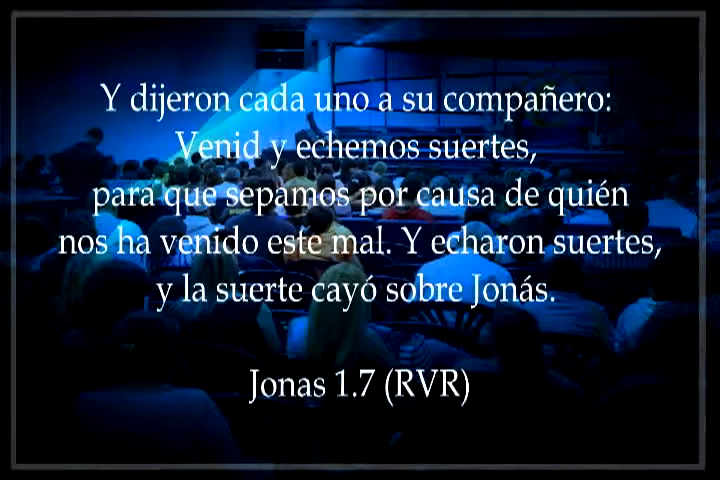 Y dijeron cada uno a su compañero:
Venid y echemos suertes,
para que sepamos por causa de quién
nos ha venido este mal. Y echaron suertes,
y la suerte cayó sobre Jonás.
Jonas 1.7 (RVR)